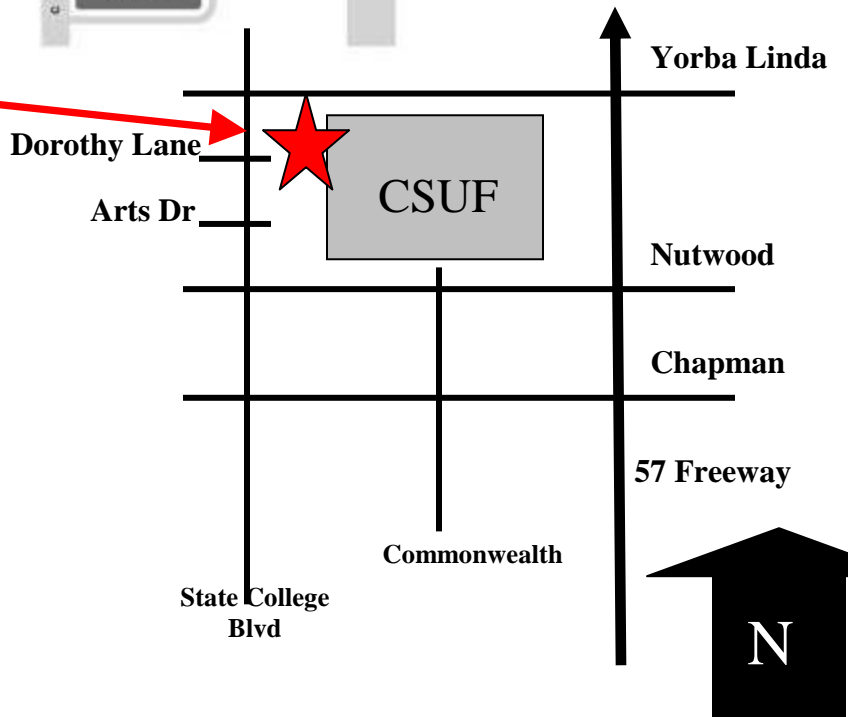 Yorba Linda
Dorothy Lane
CSUF
Arts Dr
Nutwood
Chapman
57 Freeway
Commonwealth
State College
Blvd
N